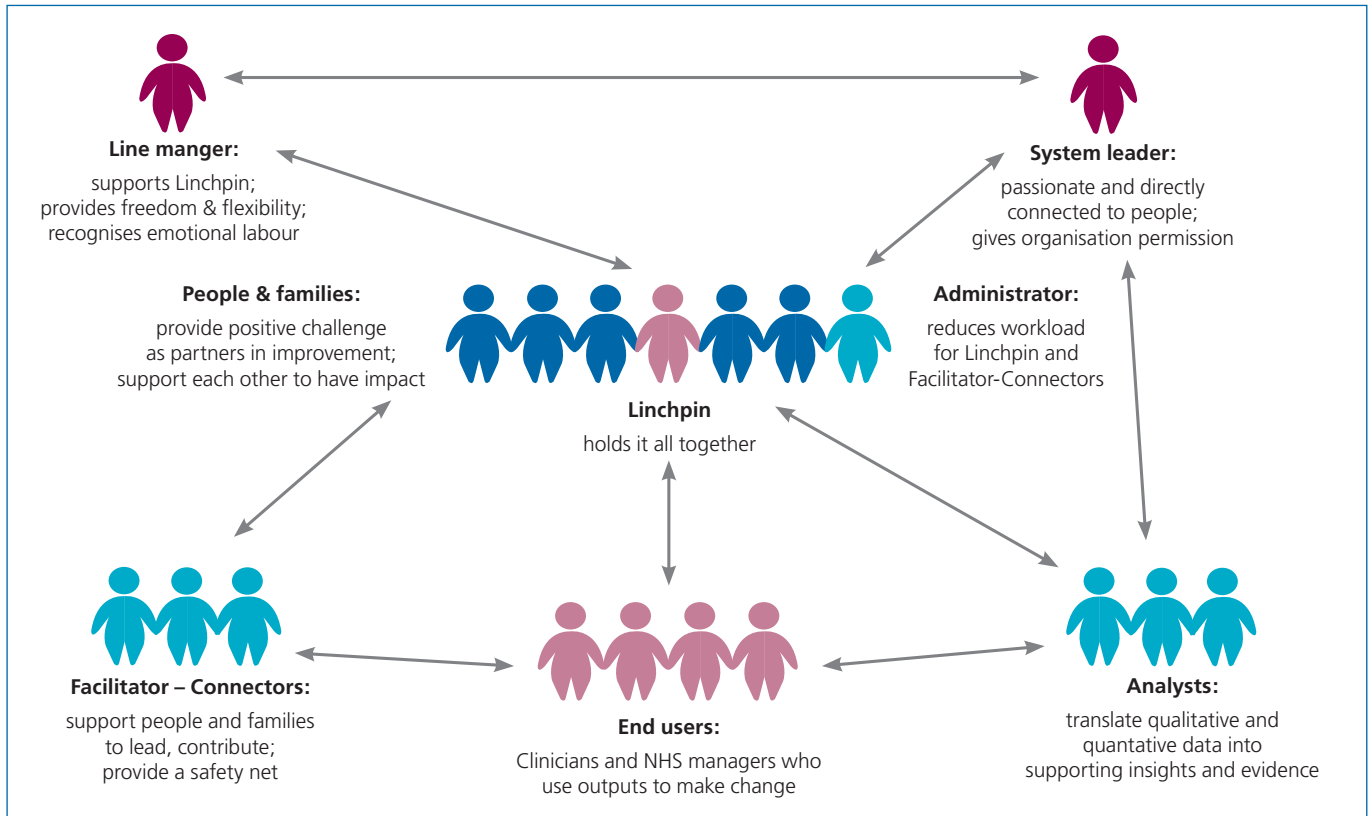 Line manger:
supports Linchpin;
provides freedom & flexibility;
recognises emotional labour
System leader:
passionate and directly
connected to people;
gives organisation permission
People & families:
provide positive challenge
as partners in improvement;
support each other to have impact
Administrator:
reduces workload
for Linchpin and
Facilitator-Connectors
Linchpin
holds it all together
Facilitator – Connectors:
support people and families
to lead, contribute;
provide a safety net
End users:
Clinicians and NHS managers who
use outputs to make change
Analysts:
translate qualitative and
quantative data into
supporting insights and evidence